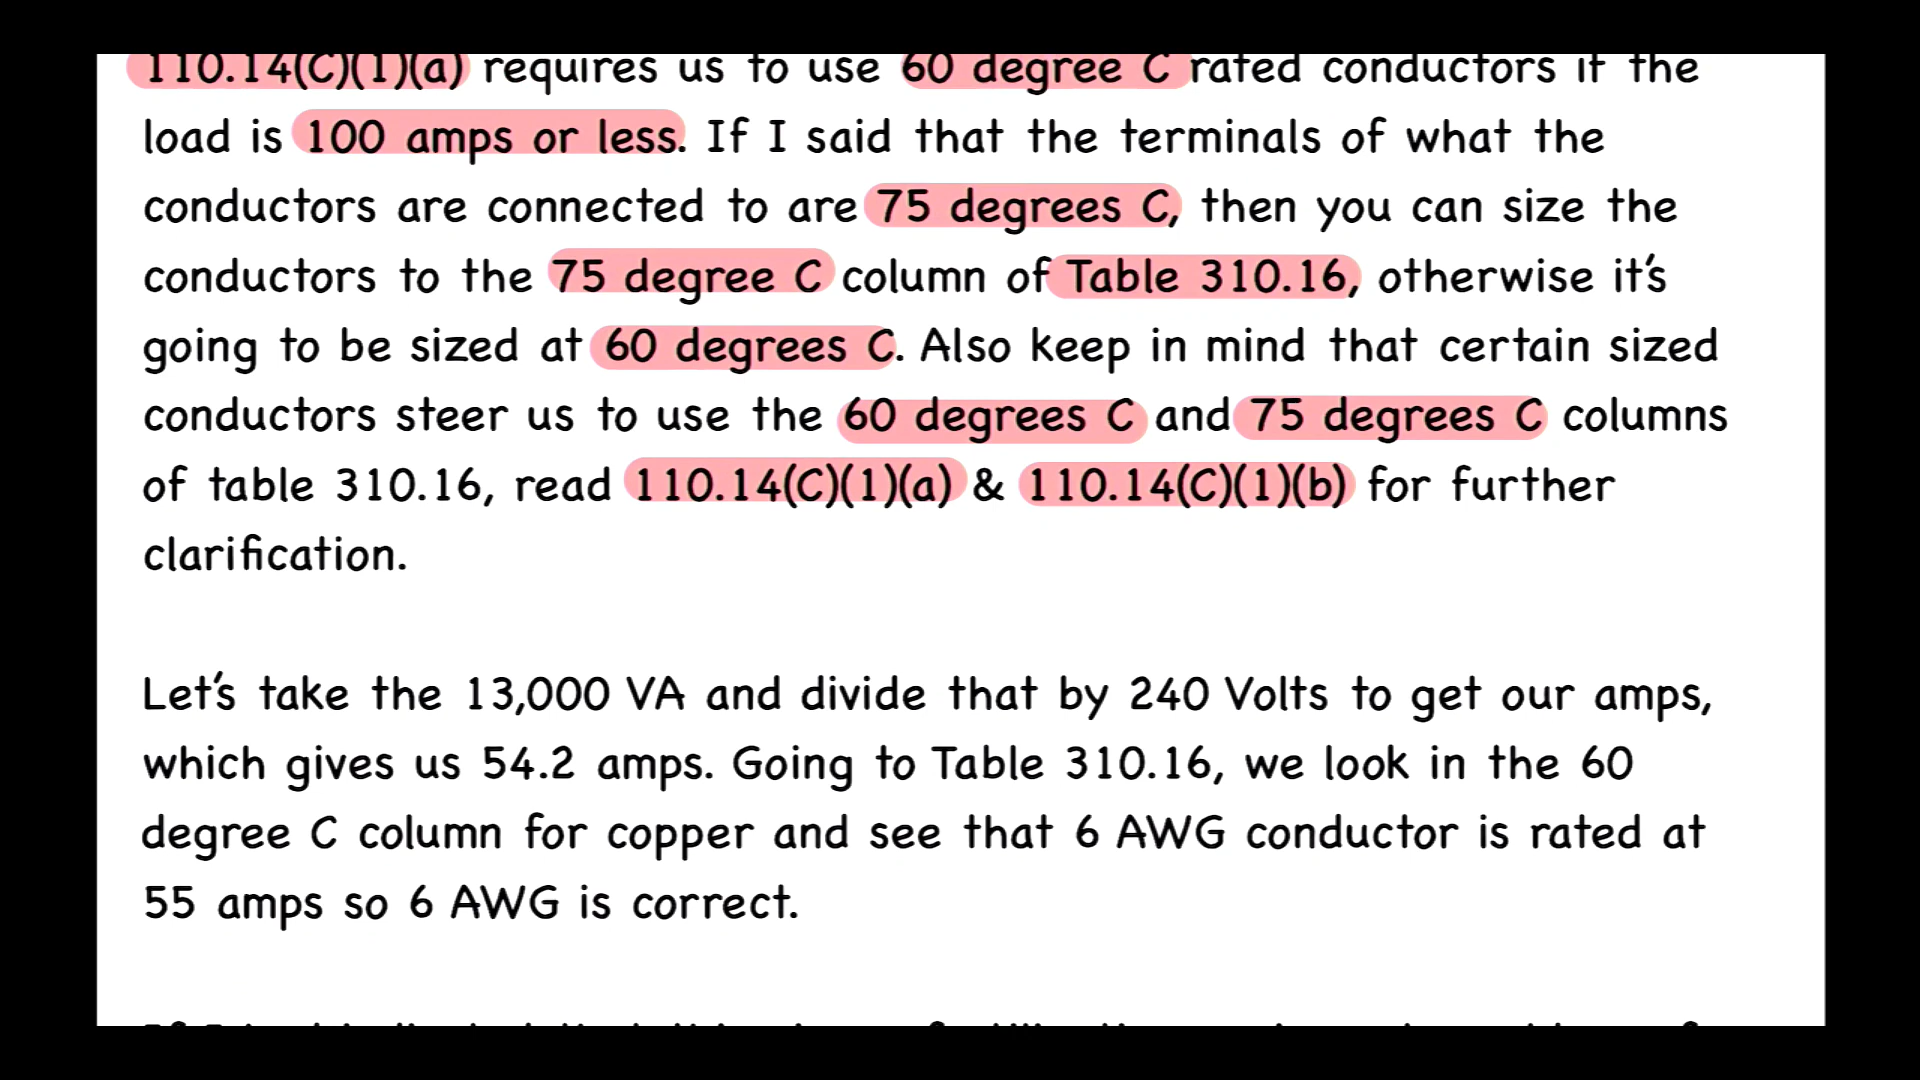 110.14(C)(1)(a) requires us to use 60 degree C rated conductors if the
load is 100 amps or less. If I said that the terminals of what the
conductors are connected to are 75 degrees C, then you can size the
conductors to the 75 degree C column of Table 310.16, otherwise it's
going to be sized at 60 degrees C. Also keep in mind that certain sized
conductors steer us to use the 60 degrees C and 75 degrees C columns
of table 310.16, read 110.14(C)(1)(a) & 110.14(C)(1)(b) for further
clarification.
Let's take the 13,000 VA and divide that by 240 Volts to get our amps,
which gives us 54.2 amps. Going to Table 310.16, we look in the 60
degree C column for copper and see that 6 AWG conductor is rated at
55 amps so 6 AWG is correct.